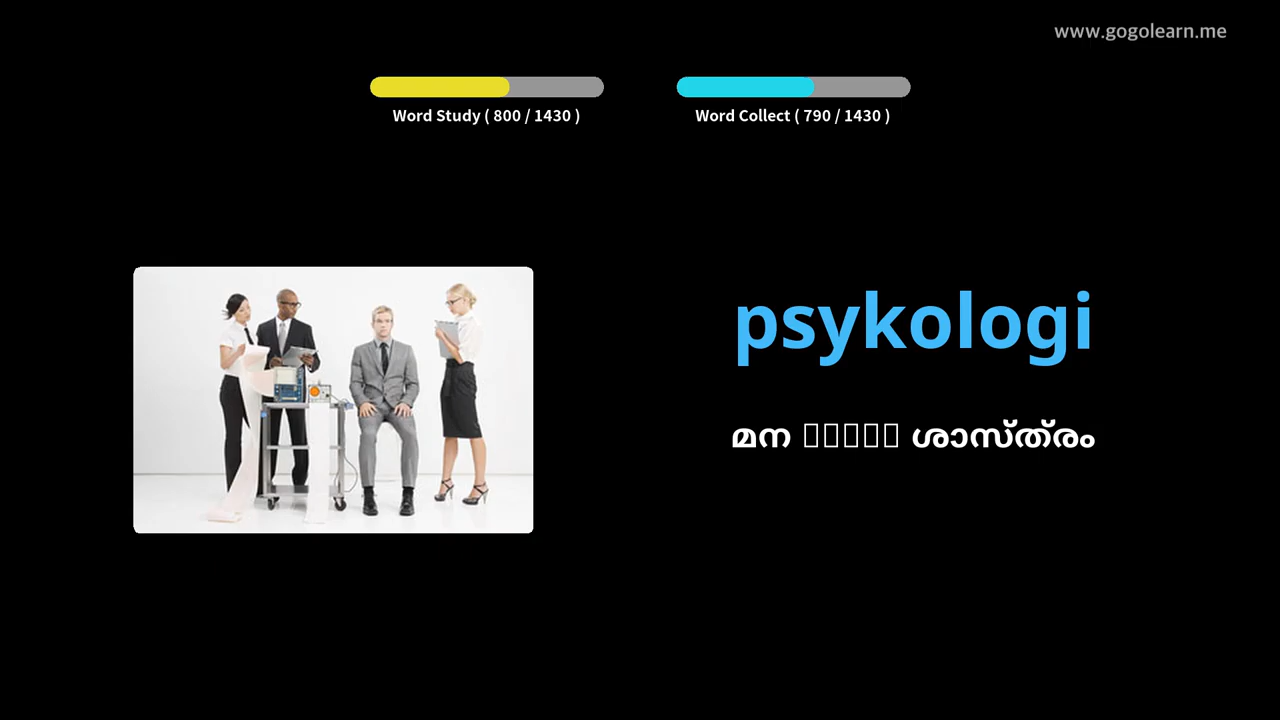 www.gogolearn.me
Word Study ( 800 / 1430 )
Word Collect ( 790 / 1430 )
psykologi
മന ശാസ്ത്രം